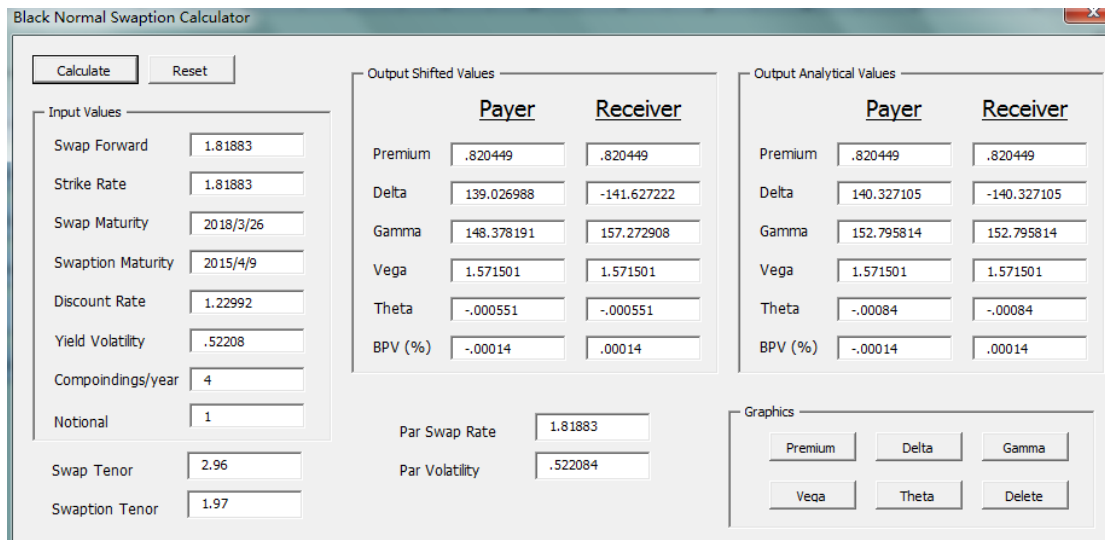 Black Normal Swaption Calculator
x
Calculate Reset
Input Values
Swap Forward 1.81883
Strike Rate 1.81883
Swap Maturity 2018/3/26
Swaption Maturity 2015/4/9
Discount Rate 1.22992
Yield Volatility .52208
Compoindings/year 4
Notional 1
Swap Tenor 2.96
Swaption Tenor 1.97
Output Shifted Values
Payer Receiver
Premium .820449 .820449
Delta 139.026988 -141.627222
Gamma 148.378191 157.272908
Vega 1.571501 1.571501
Theta -.000551 -.000551
BPV (%) -.00014 .00014
Par Swap Rate 1.81883
Par Volatility .522084
Output Analytical Values
Payer Receiver
Premium .820449 .820449
Delta 140.327105 -140.327105
Gamma 152.795814 152.795814
Vega 1.571501 1.571501
Theta -.00084 -.00084
BPV (%) -.00014 .00014
Graphics
Premium Delta Gamma
Vega Theta Delete